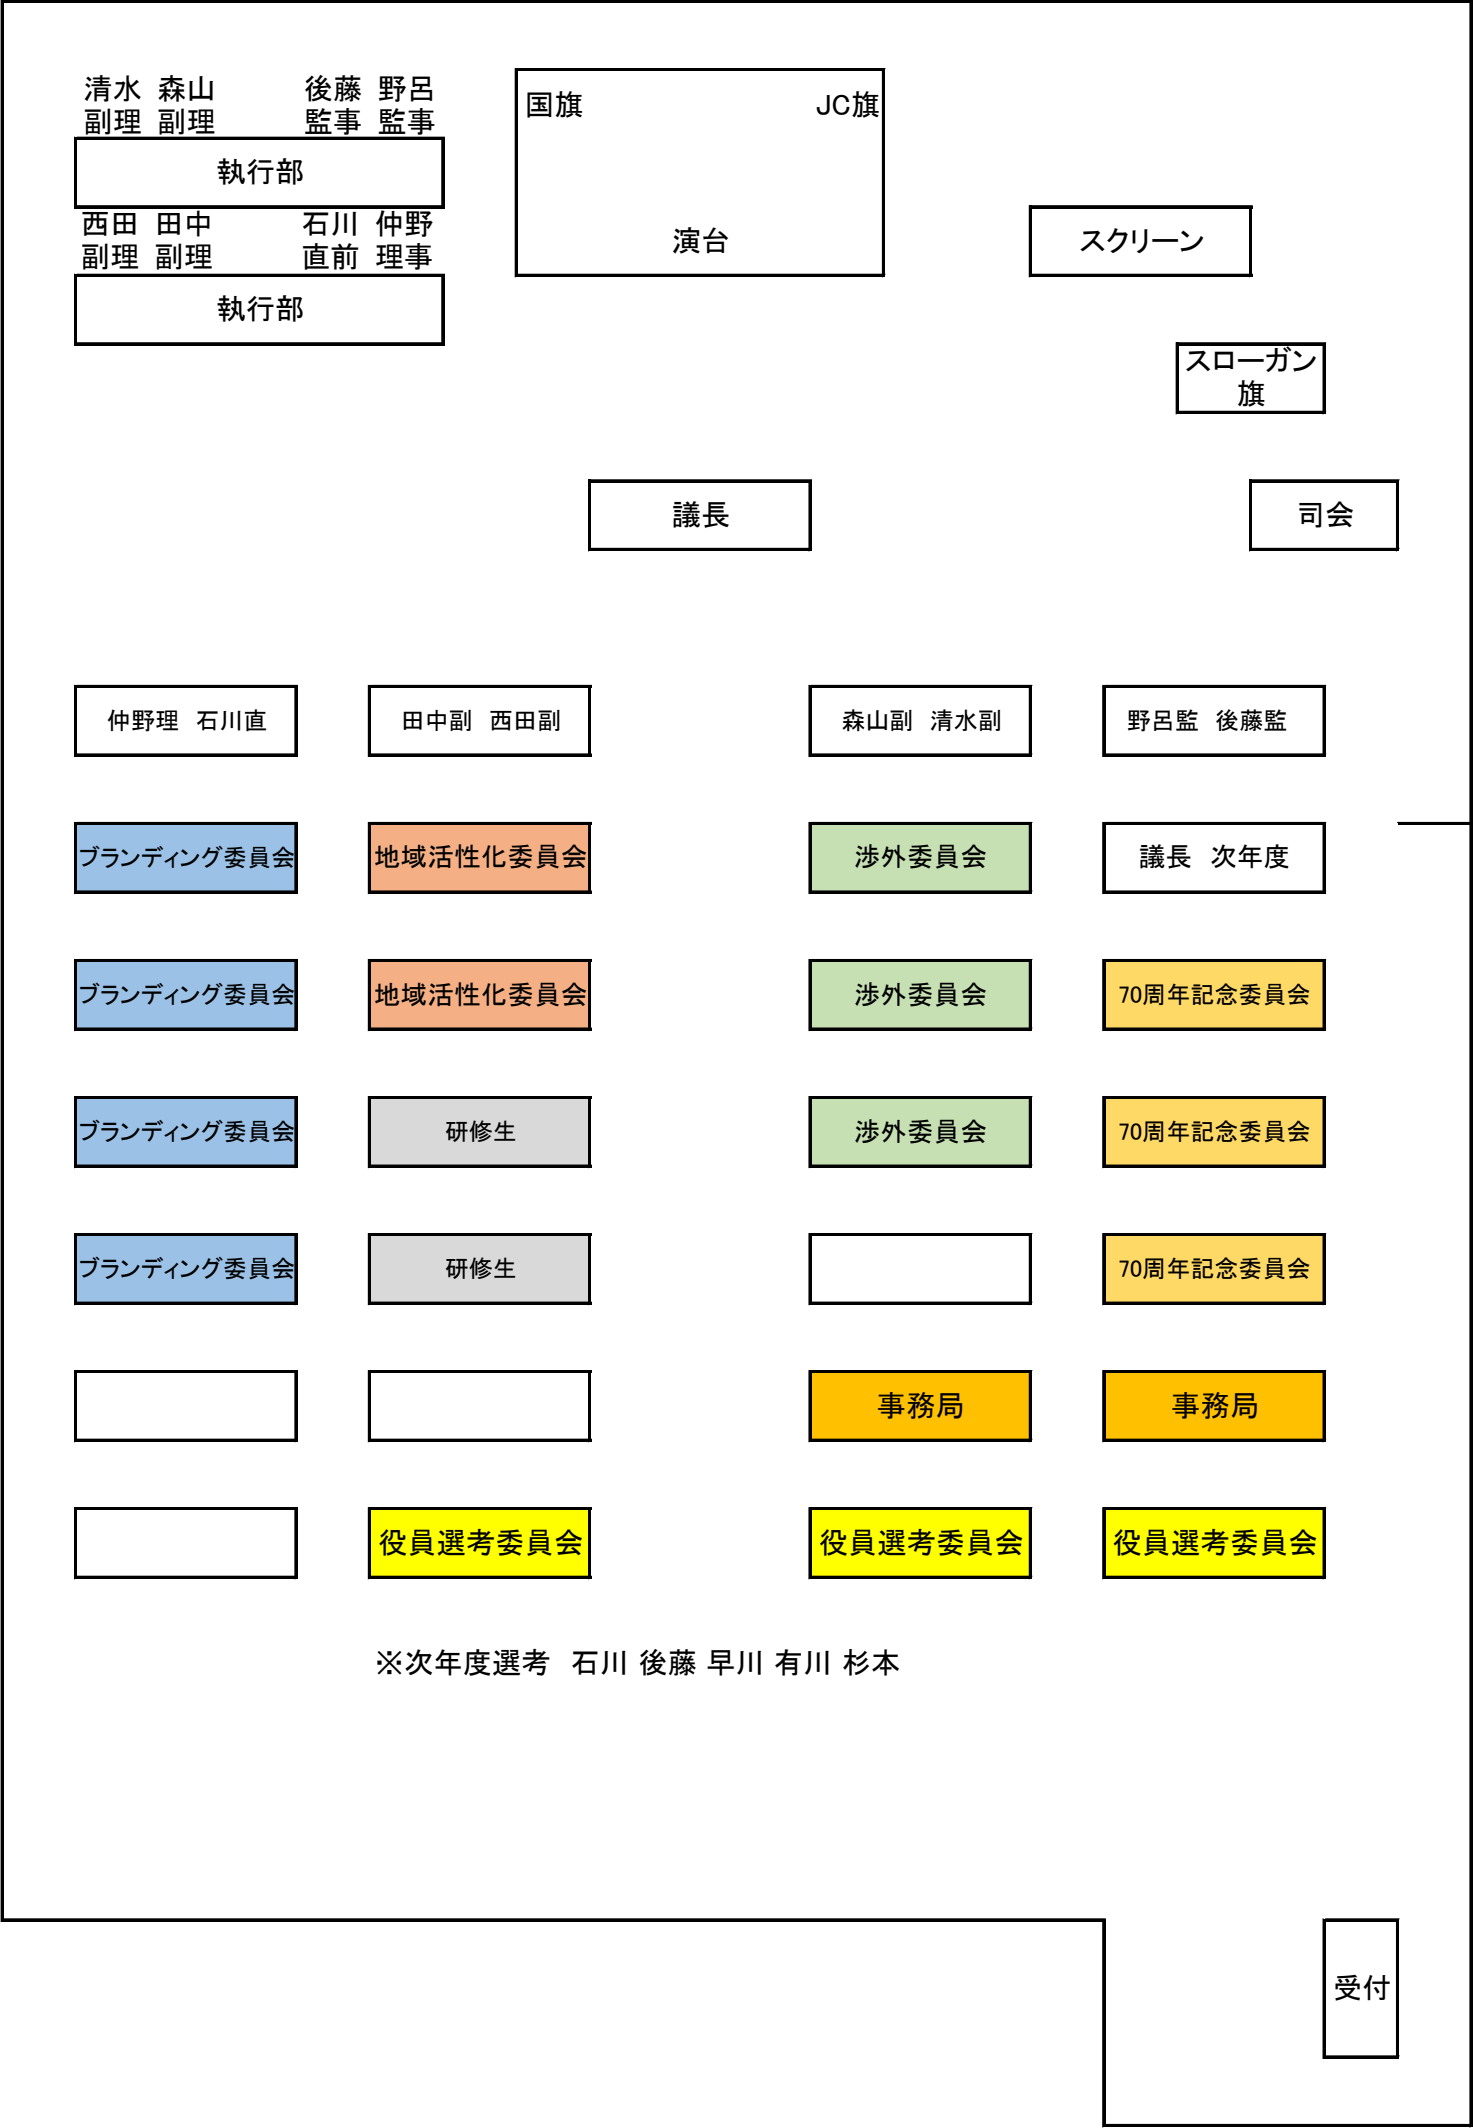 清水 森山 後藤 野呂
副理 副理 監事 監事
執行部
西田 田中 石川 仲野
副理 副理 直前 理事
執行部
国旗 JC旗
演台
スクリーン
スローガン
旗
議長
司会
仲野理 石川直 田中副 西田副 森山副 清水副 野呂監 後藤監
ブランディング委員会 地域活性化委員会 渉外委員会 議長 次年度
ブランディング委員会 地域活性化委員会 渉外委員会 70周年記念委員会
ブランディング委員会 研修生 渉外委員会 70周年記念委員会
ブランディング委員会 研修生 70周年記念委員会
事務局 事務局
役員選考委員会 役員選考委員会 役員選考委員会
※次年度選考 石川 後藤 早川 有川 杉本
受付